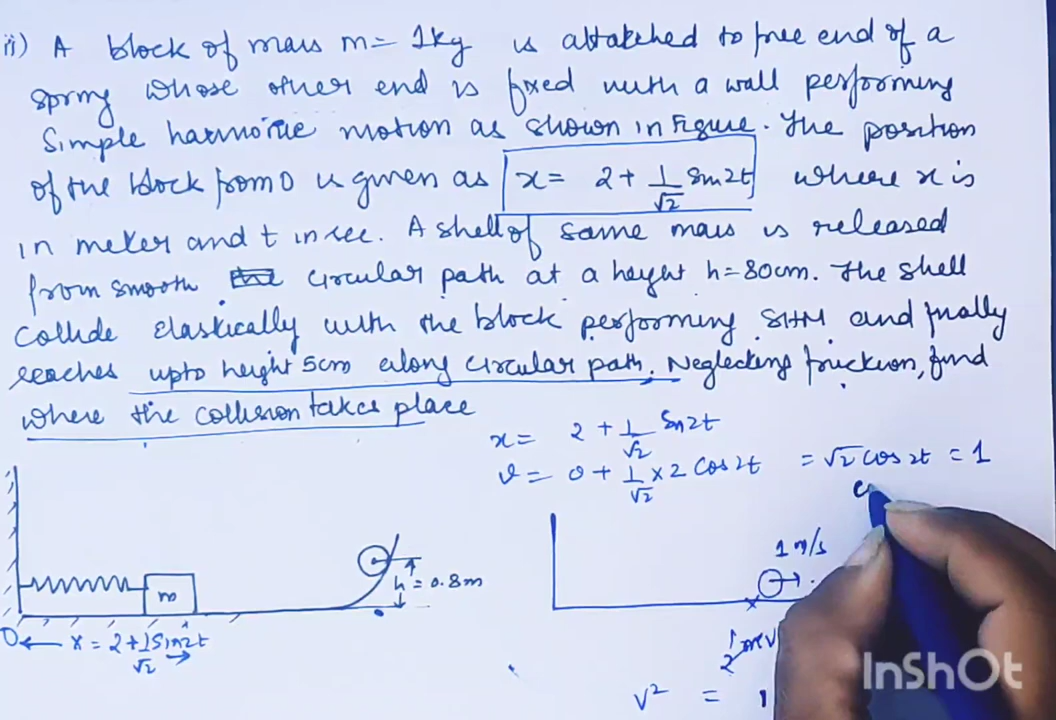 ii) A block of mass m = 1kg is attatched to free end of a
spring whose other end is fixed with a wall performing
Simple harmonic motion as shown in Figure. The position
of the block from O is given as x = 2 + 1/√2 Sin2t where x is
in meter and t in sec. A shell of same mass is released
from smooth circular path at a height h = 80cm. The shell
Collide elastically with the block performing SHM and finally
reaches upto height 5cm along circular path. Neglecting friction, find
where the collision takes place
x = 2 + 1/√2 Sin2t
v = 0 + 1/√2 × 2 Cos2t = √2 cos2t = 1
1 m/s
m
h = 0.8m
O x = 2 + 1/√2 Sin2t
1/2 mv
v² = 1
InShOt